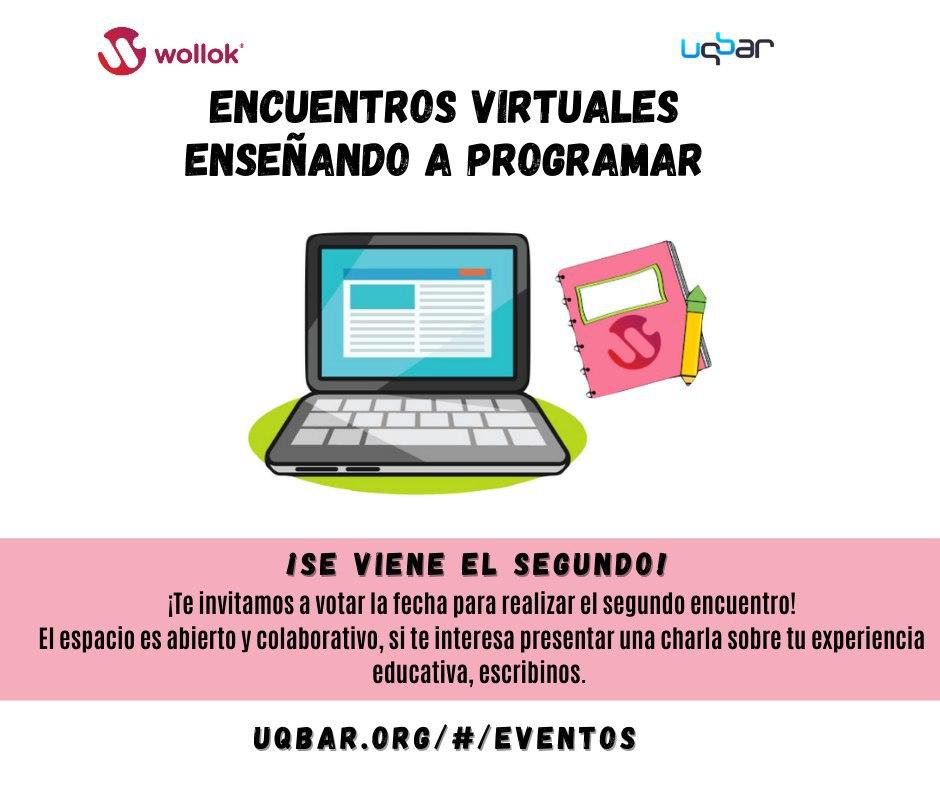 wollok®
uqbar
ENCUENTROS VIRTUALES
ENSEÑANDO A PROGRAMAR
¡SE VIENE EL SEGUNDO!
¡Te invitamos a votar la fecha para realizar el segundo encuentro!
El espacio es abierto y colaborativo, si te interesa presentar una charla sobre tu experiencia
educativa, escribinos.
UQBAR.ORG/#/EVENTOS